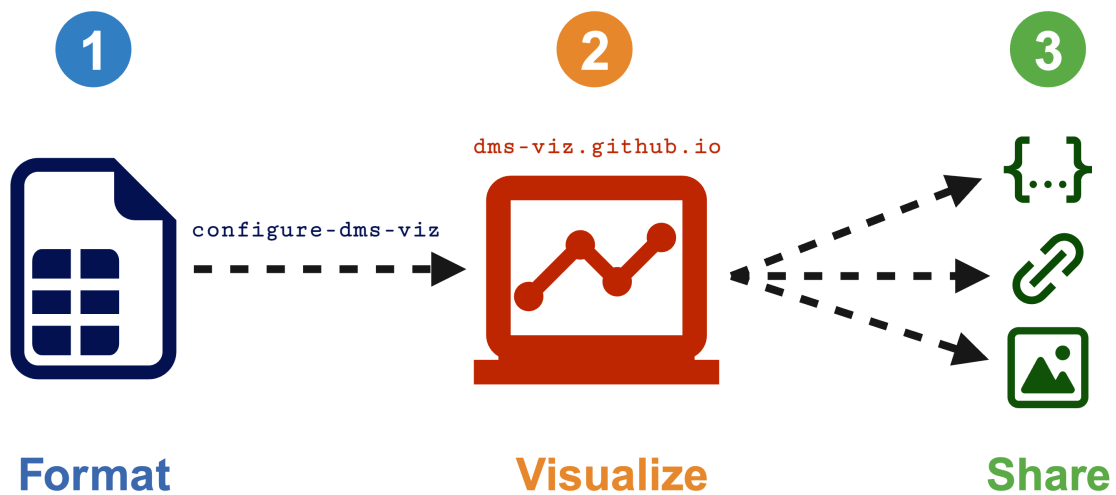 1
2
3
dms-viz.github.io
{...}
configure-dms-viz
Format
Visualize
Share